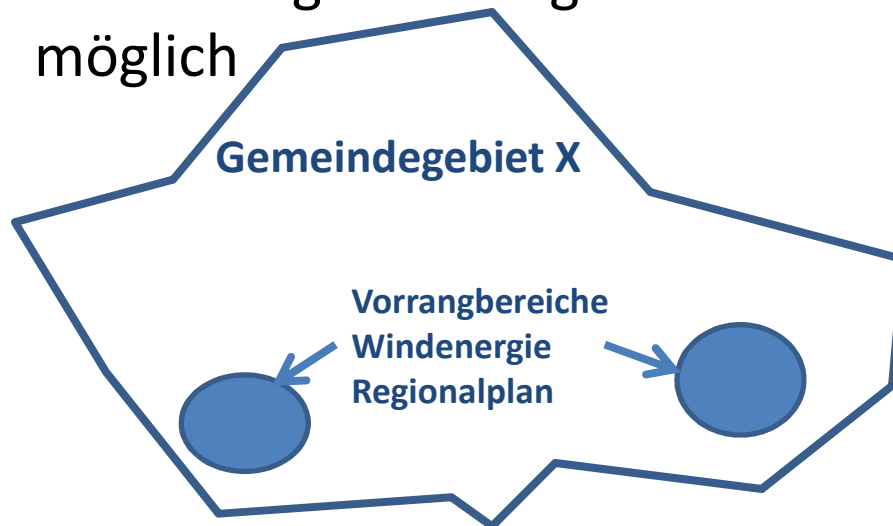 möglich
Gemeindegebiet X
Vorrangbereiche
Windenergie
Regionalplan